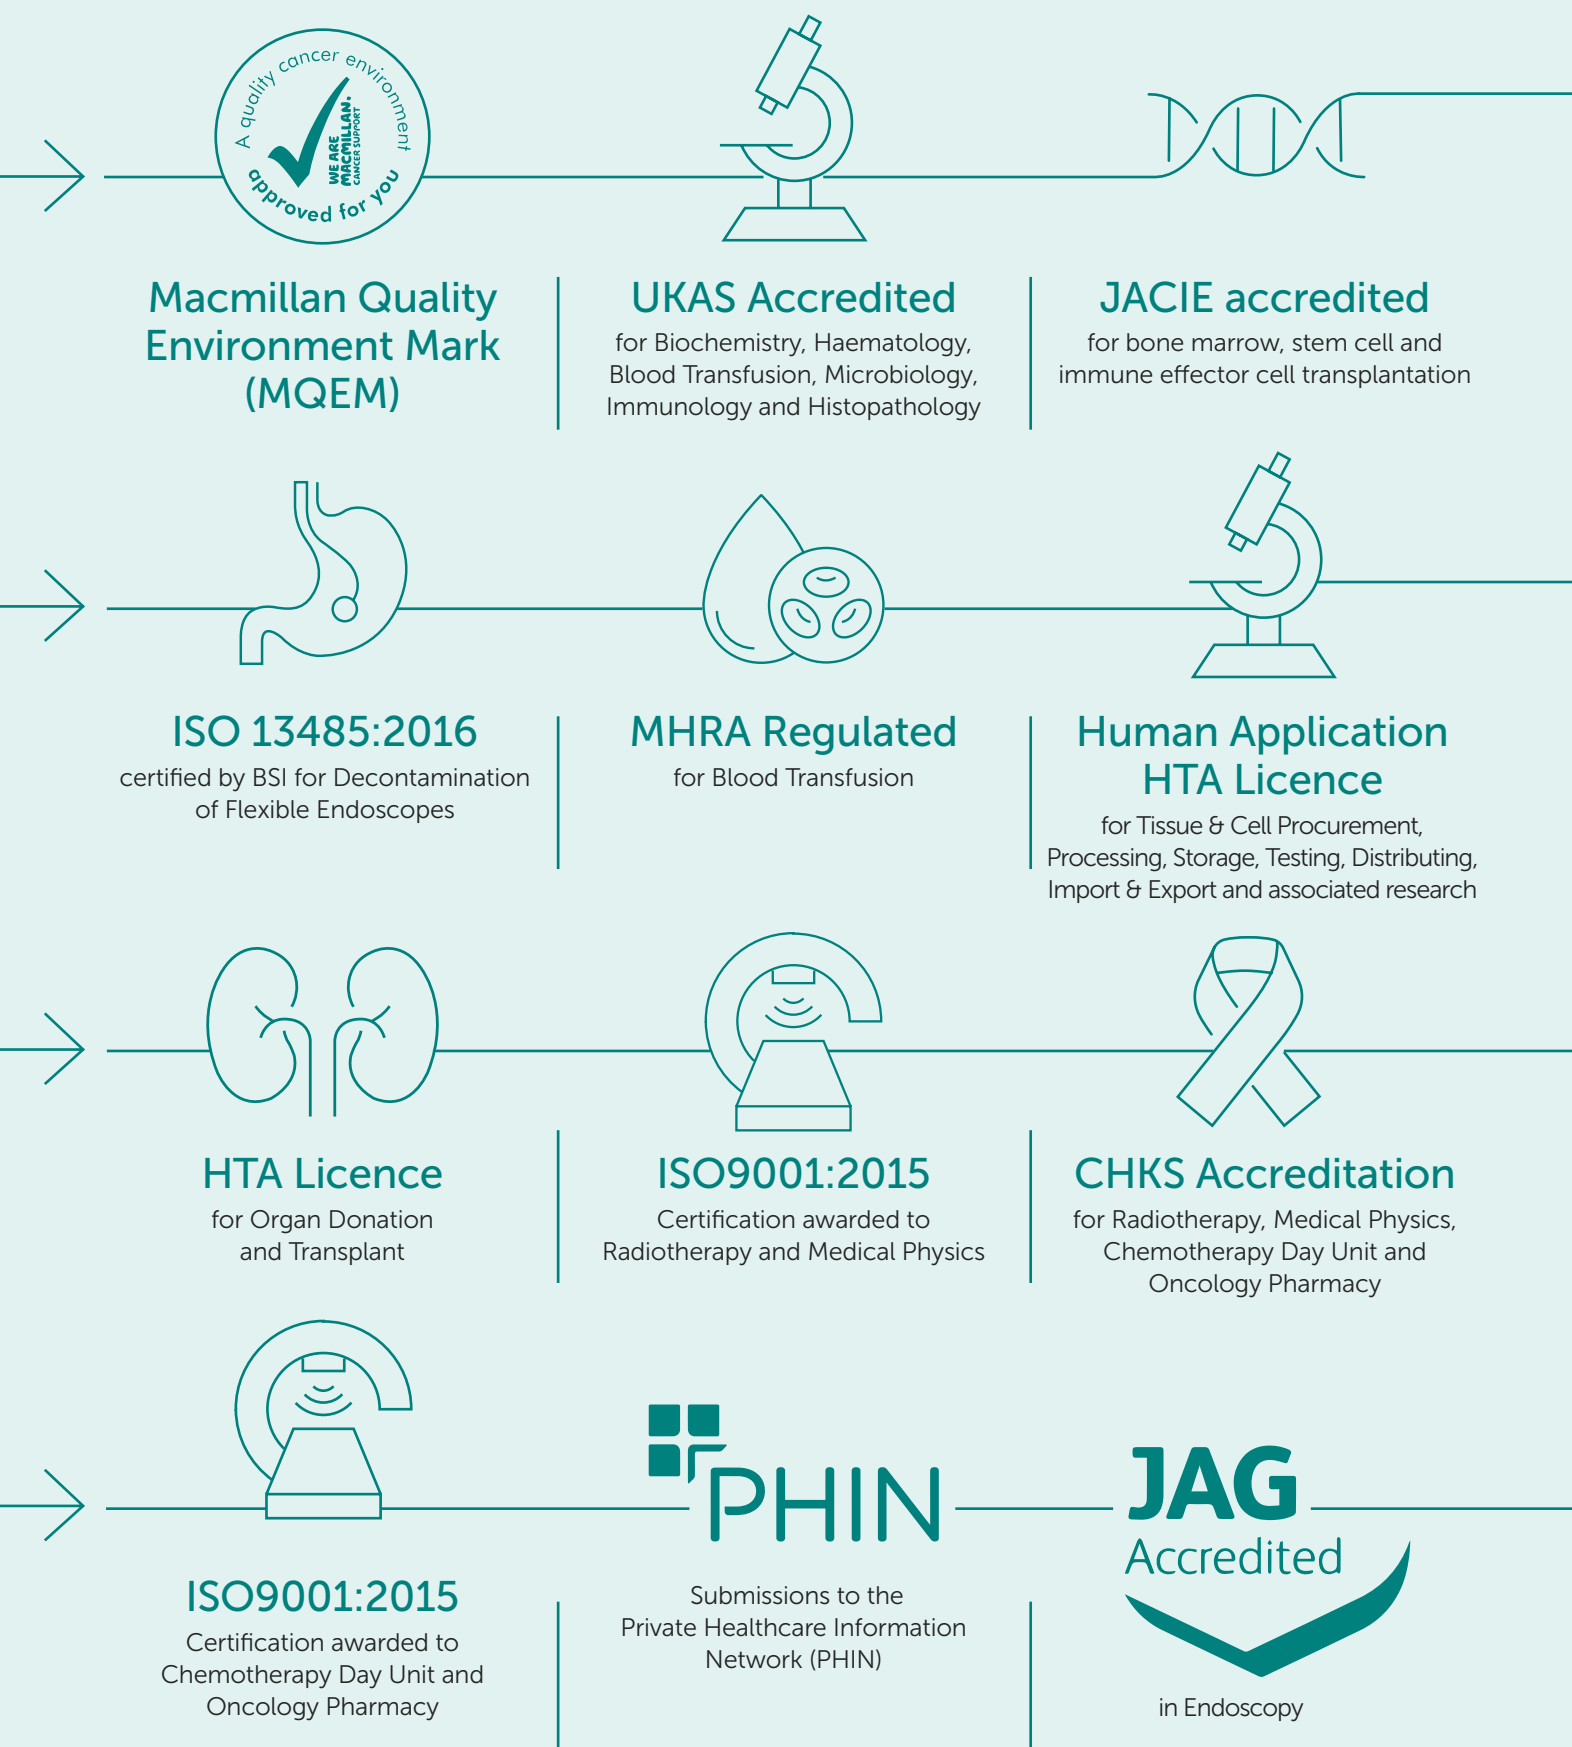 A quality cancer environment
WE ARE
MACMILLAN.
CANCER SUPPORT
approved for you
Macmillan Quality
Environment Mark
(MQEM)
UKAS Accredited
for Biochemistry, Haematology,
Blood Transfusion, Microbiology,
Immunology and Histopathology
JACIE accredited
for bone marrow, stem cell and
immune effector cell transplantation
ISO 13485:2016
certified by BSI for Decontamination
of Flexible Endoscopes
MHRA Regulated
for Blood Transfusion
Human Application
HTA Licence
for Tissue & Cell Procurement,
Processing, Storage, Testing, Distributing,
Import & Export and associated research
HTA Licence
for Organ Donation
and Transplant
ISO9001:2015
Certification awarded to
Radiotherapy and Medical Physics
CHKS Accreditation
for Radiotherapy, Medical Physics,
Chemotherapy Day Unit and
Oncology Pharmacy
ISO9001:2015
Certification awarded to
Chemotherapy Day Unit and
Oncology Pharmacy
PHIN
Submissions to the
Private Healthcare Information
Network (PHIN)
JAG
Accredited
in Endoscopy